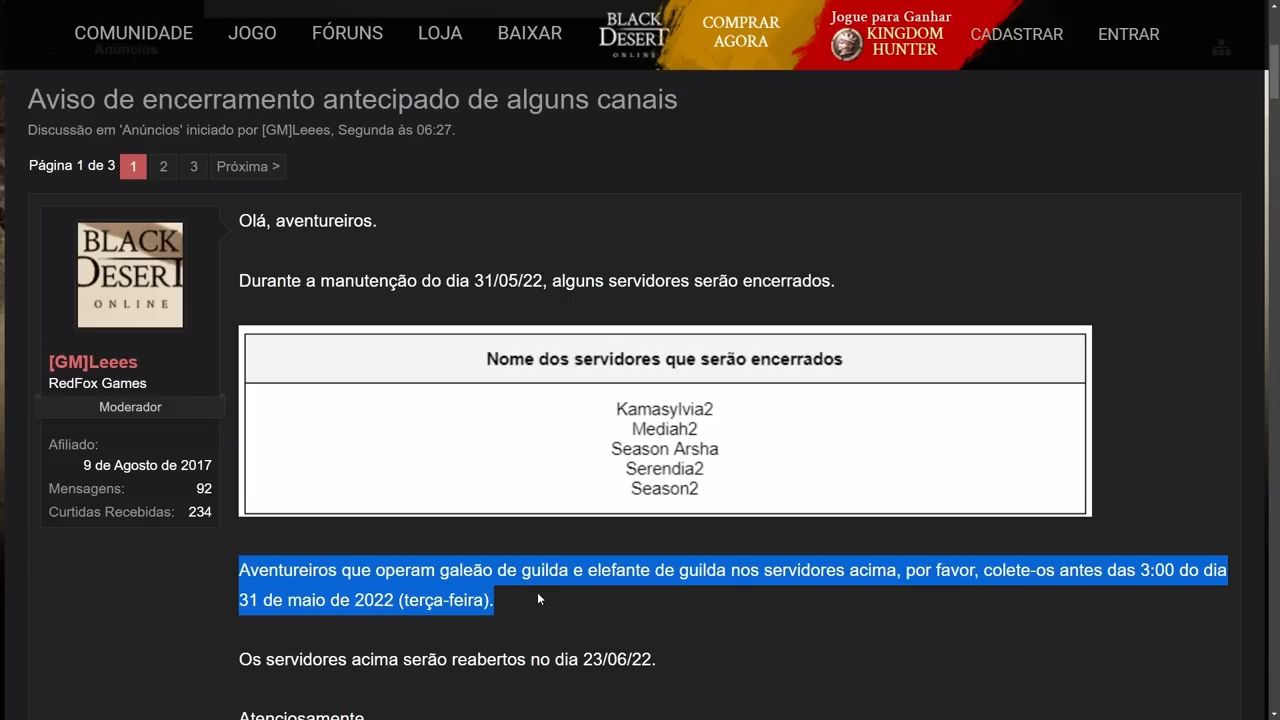 COMUNIDADE JOGO FÓRUNS LOJA BAIXAR
BLACK
DESERT
ONLINE
COMPRAR
AGORA
Jogue para Ganhar
KINGDOM
HUNTER
CADASTRAR ENTRAR
Anúncios
Aviso de encerramento antecipado de alguns canais
Discussão em 'Anúncios' iniciado por [GM]Leees, Segunda às 06:27.
Página 1 de 3 1 2 3 Próxima >
BLACK
DESERT
ONLINE
[GM]Leees
RedFox Games
Moderador
Afiliado:
9 de Agosto de 2017
Mensagens: 92
Curtidas Recebidas: 234
Olá, aventureiros.
Durante a manutenção do dia 31/05/22, alguns servidores serão encerrados.
Nome dos servidores que serão encerrados
Kamasylvia2
Mediah2
Season Arsha
Serendia2
Season2
Aventureiros que operam galeão de guilda e elefante de guilda nos servidores acima, por favor, colete-os antes das 3:00 do dia
31 de maio de 2022 (terça-feira).
Os servidores acima serão reabertos no dia 23/06/22.
Atenciosamente